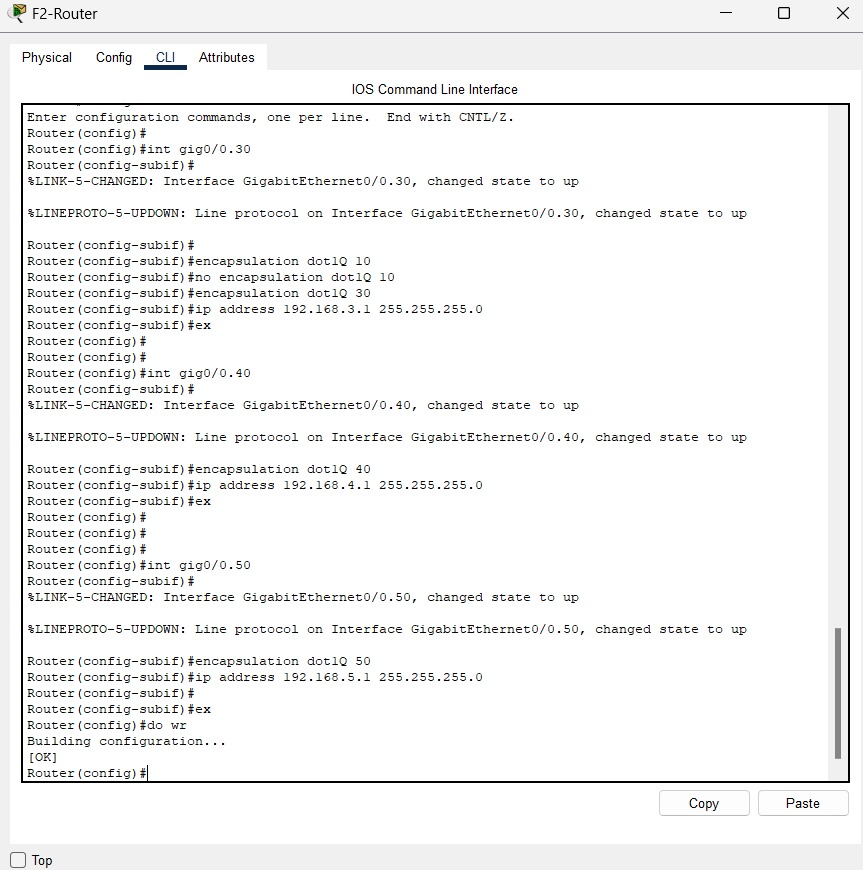 F2-Router
Physical Config CLI Attributes
IOS Command Line Interface
Enter configuration commands, one per line.  End with CNTL/Z.
Router(config)#
Router(config)#int gig0/0.30
Router(config-subif)#
%LINK-5-CHANGED: Interface GigabitEthernet0/0.30, changed state to up
%LINEPROTO-5-UPDOWN: Line protocol on Interface GigabitEthernet0/0.30, changed state to up
Router(config-subif)#
Router(config-subif)#encapsulation dot1Q 10
Router(config-subif)#no encapsulation dot1Q 10
Router(config-subif)#encapsulation dot1Q 30
Router(config-subif)#ip address 192.168.3.1 255.255.255.0
Router(config-subif)#ex
Router(config)#
Router(config)#
Router(config)#int gig0/0.40
Router(config-subif)#
%LINK-5-CHANGED: Interface GigabitEthernet0/0.40, changed state to up
%LINEPROTO-5-UPDOWN: Line protocol on Interface GigabitEthernet0/0.40, changed state to up
Router(config-subif)#encapsulation dot1Q 40
Router(config-subif)#ip address 192.168.4.1 255.255.255.0
Router(config-subif)#ex
Router(config)#
Router(config)#
Router(config)#
Router(config)#int gig0/0.50
Router(config-subif)#
%LINK-5-CHANGED: Interface GigabitEthernet0/0.50, changed state to up
%LINEPROTO-5-UPDOWN: Line protocol on Interface GigabitEthernet0/0.50, changed state to up
Router(config-subif)#encapsulation dot1Q 50
Router(config-subif)#ip address 192.168.5.1 255.255.255.0
Router(config-subif)#
Router(config-subif)#ex
Router(config)#do wr
Building configuration...
[OK]
Router(config)#
Copy Paste
Top